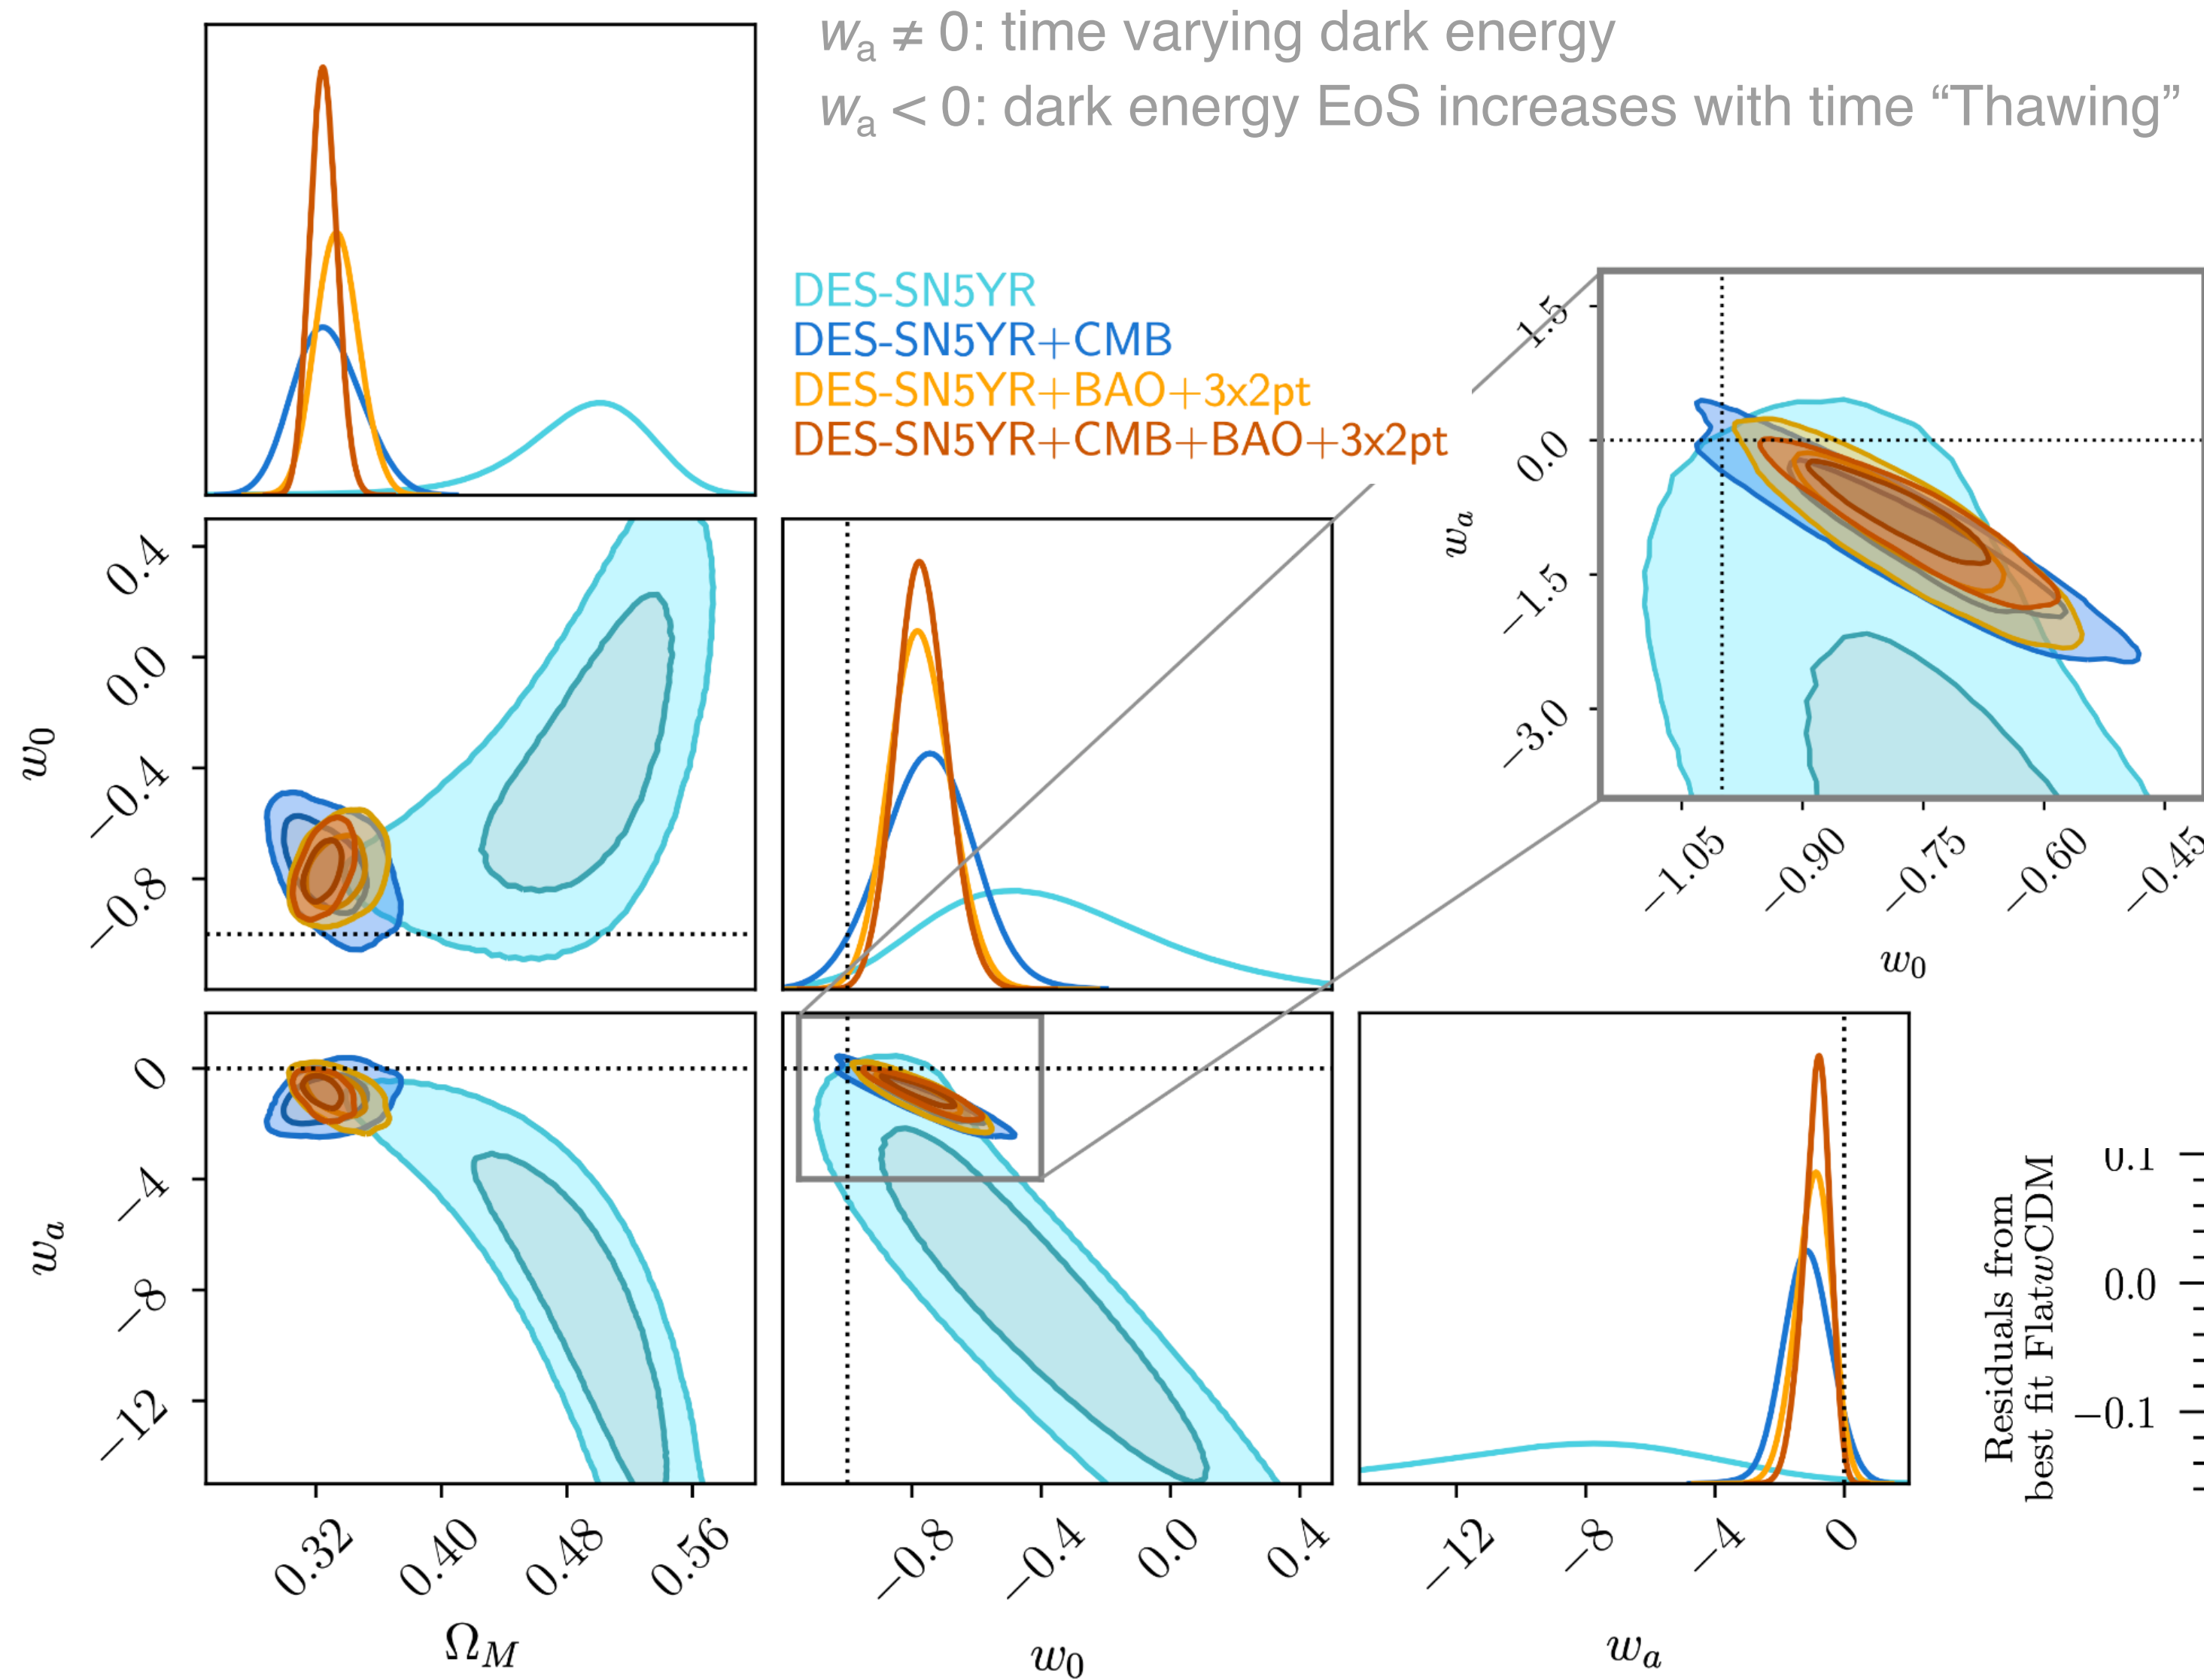 wₐ ≠ 0: time varying dark energy
wₐ < 0: dark energy EoS increases with time “Thawing”
DES-SN5YR
DES-SN5YR+CMB
DES-SN5YR+BAO+3x2pt
DES-SN5YR+CMB+BAO+3x2pt
1.5
0.0
−1.5
−3.0
wₐ
−1.05
−0.90
−0.75
−0.60
−0.45
w₀
0.4
0.0
−0.4
−0.8
w₀
0
−4
−8
−12
wₐ
0.32
0.40
0.48
0.56
Ω_M
−0.8
−0.4
0.0
0.4
w₀
−12
−8
−4
0
wₐ
Residuals from
best fit FlatwCDM
0.1
0.0
−0.1